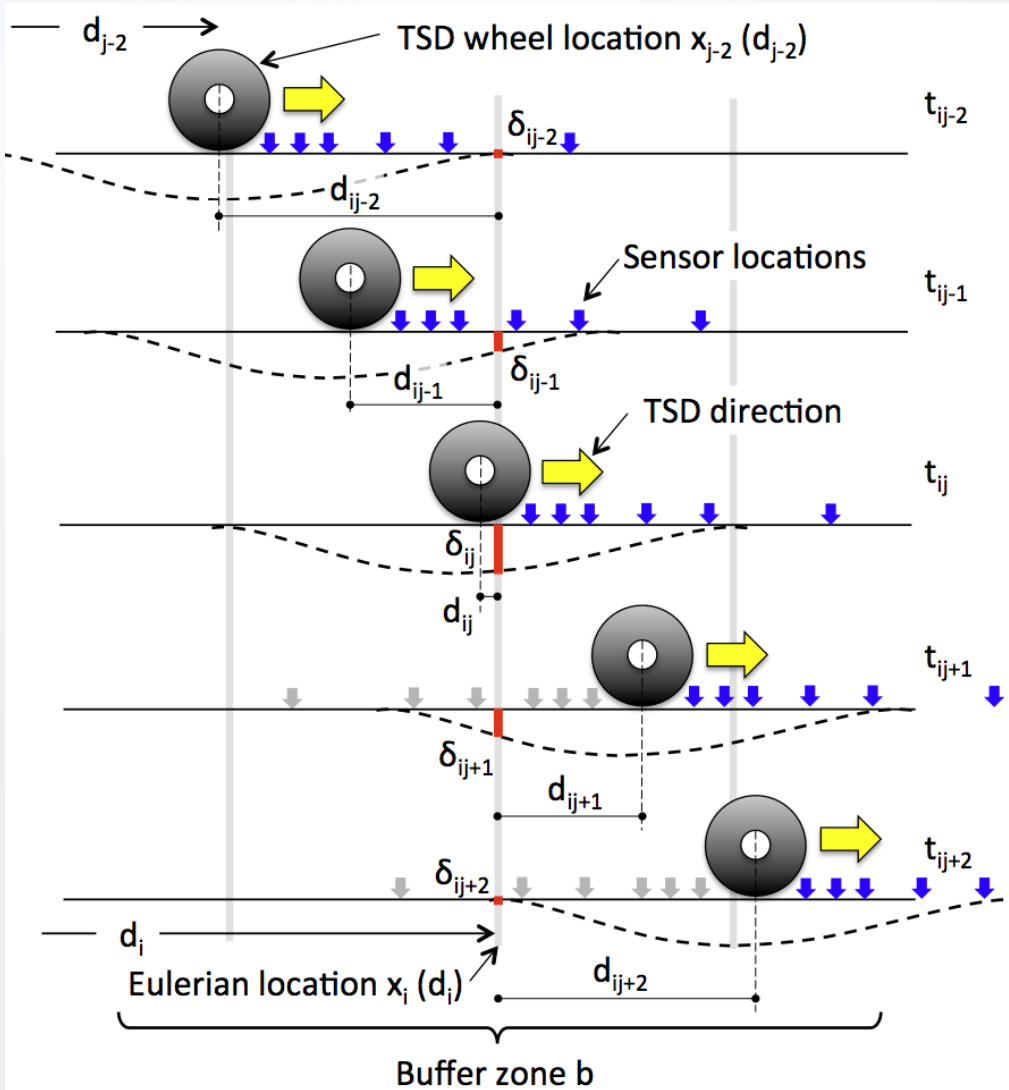 d_{j-2}
TSD wheel location x_{j-2} (d_{j-2})
t_{ij-2}
δ_{ij-2}
d_{ij-2}
Sensor locations
t_{ij-1}
δ_{ij-1}
d_{ij-1}
TSD direction
t_{ij}
δ_{ij}
d_{ij}
t_{ij+1}
δ_{ij+1}
d_{ij+1}
t_{ij+2}
δ_{ij+2}
d_{i}
Eulerian location x_{i} (d_{i})
d_{ij+2}
Buffer zone b